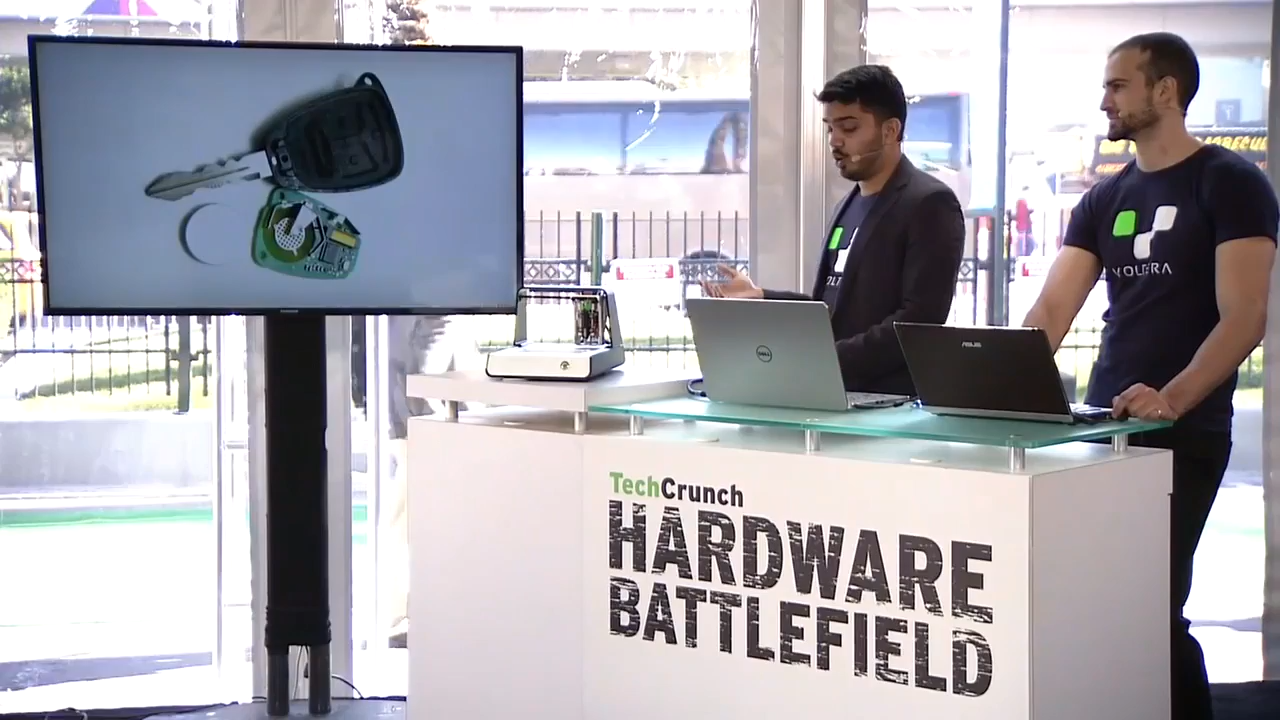 TechCrunch
HARDWARE
BATTLEFIELD
VOLTERA
DELL
ASUS